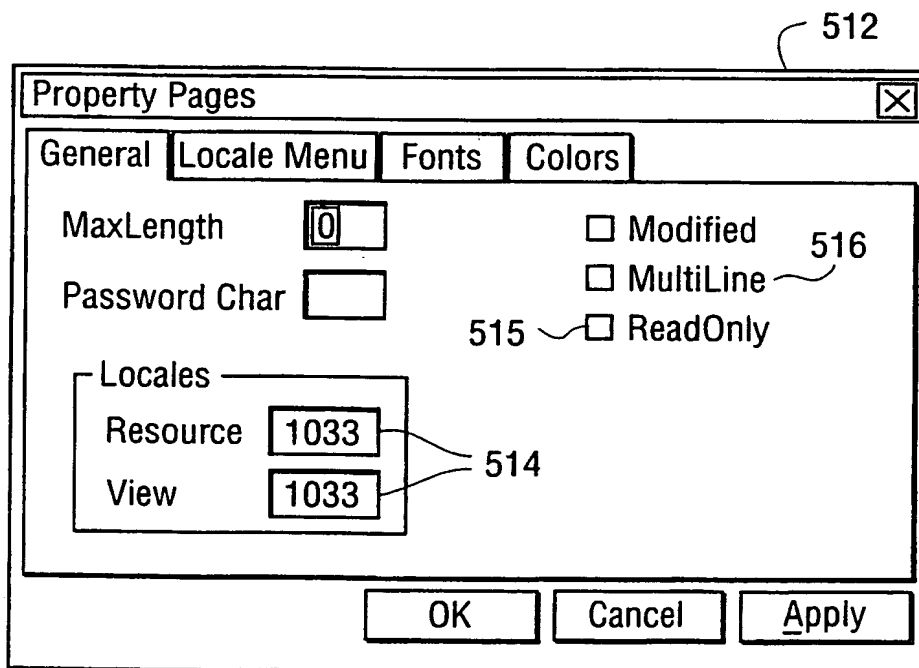 512
Property Pages
General Locale Menu Fonts Colors
MaxLength 0
Modified
516
MultiLine
Password Char
515 ReadOnly
Locales
Resource 1033
514
View 1033
OK Cancel Apply